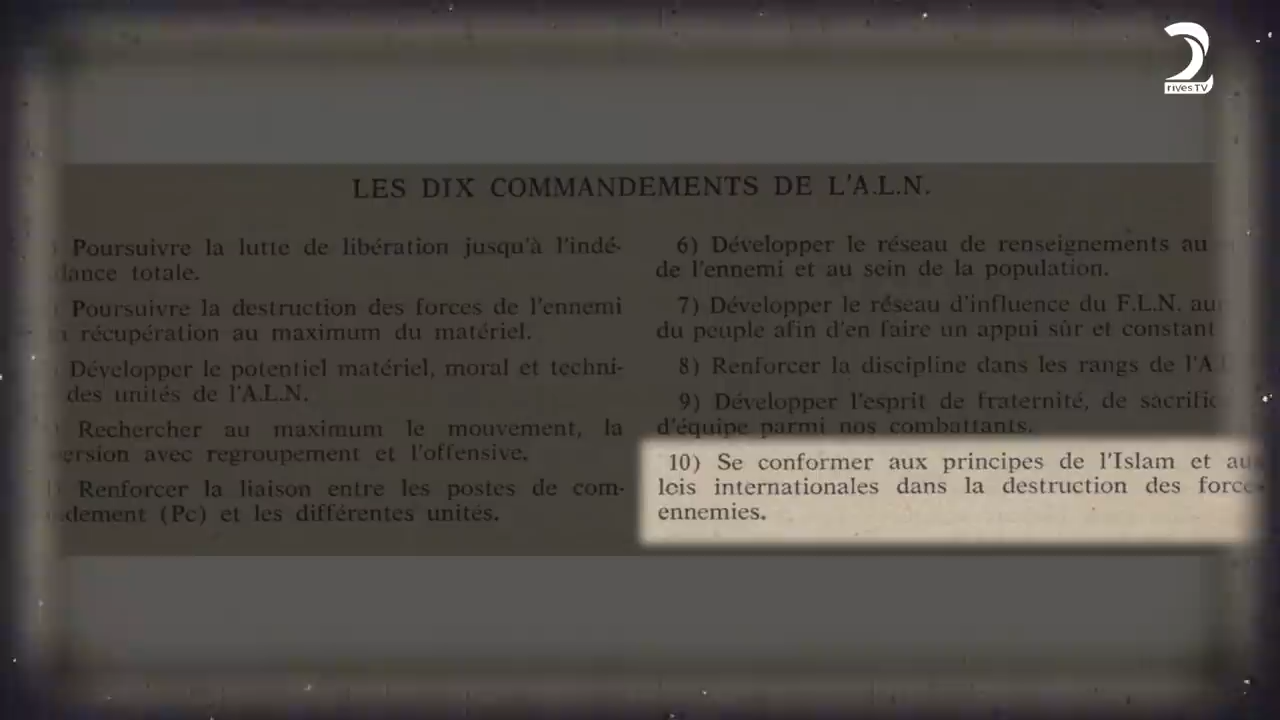 2
rives TV
LES DIX COMMANDEMENTS DE L'A.L.N.
Poursuivre la lutte de libération jusqu'à l'indé-
dance totale.
Poursuivre la destruction des forces de l'ennemi
récupération au maximum du matériel.
Développer le potentiel matériel, moral et techni-
des unités de l'A.L.N.
Rechercher au maximum le mouvement, la
ersion avec regroupement et l'offensive.
Renforcer la liaison entre les postes de com-
dement (Pc) et les différentes unités.
6) Développer le réseau de renseignements au
de l'ennemi et au sein de la population.
7) Développer le réseau d'influence du F.L.N. au
du peuple afin d'en faire un appui sûr et constant
8) Renforcer la discipline dans les rangs de l'A.
9) Développer l'esprit de fraternité, de sacrific
d'équipe parmi nos combattants.
10) Se conformer aux principes de l'Islam et au
lois internationales dans la destruction des force
ennemies.